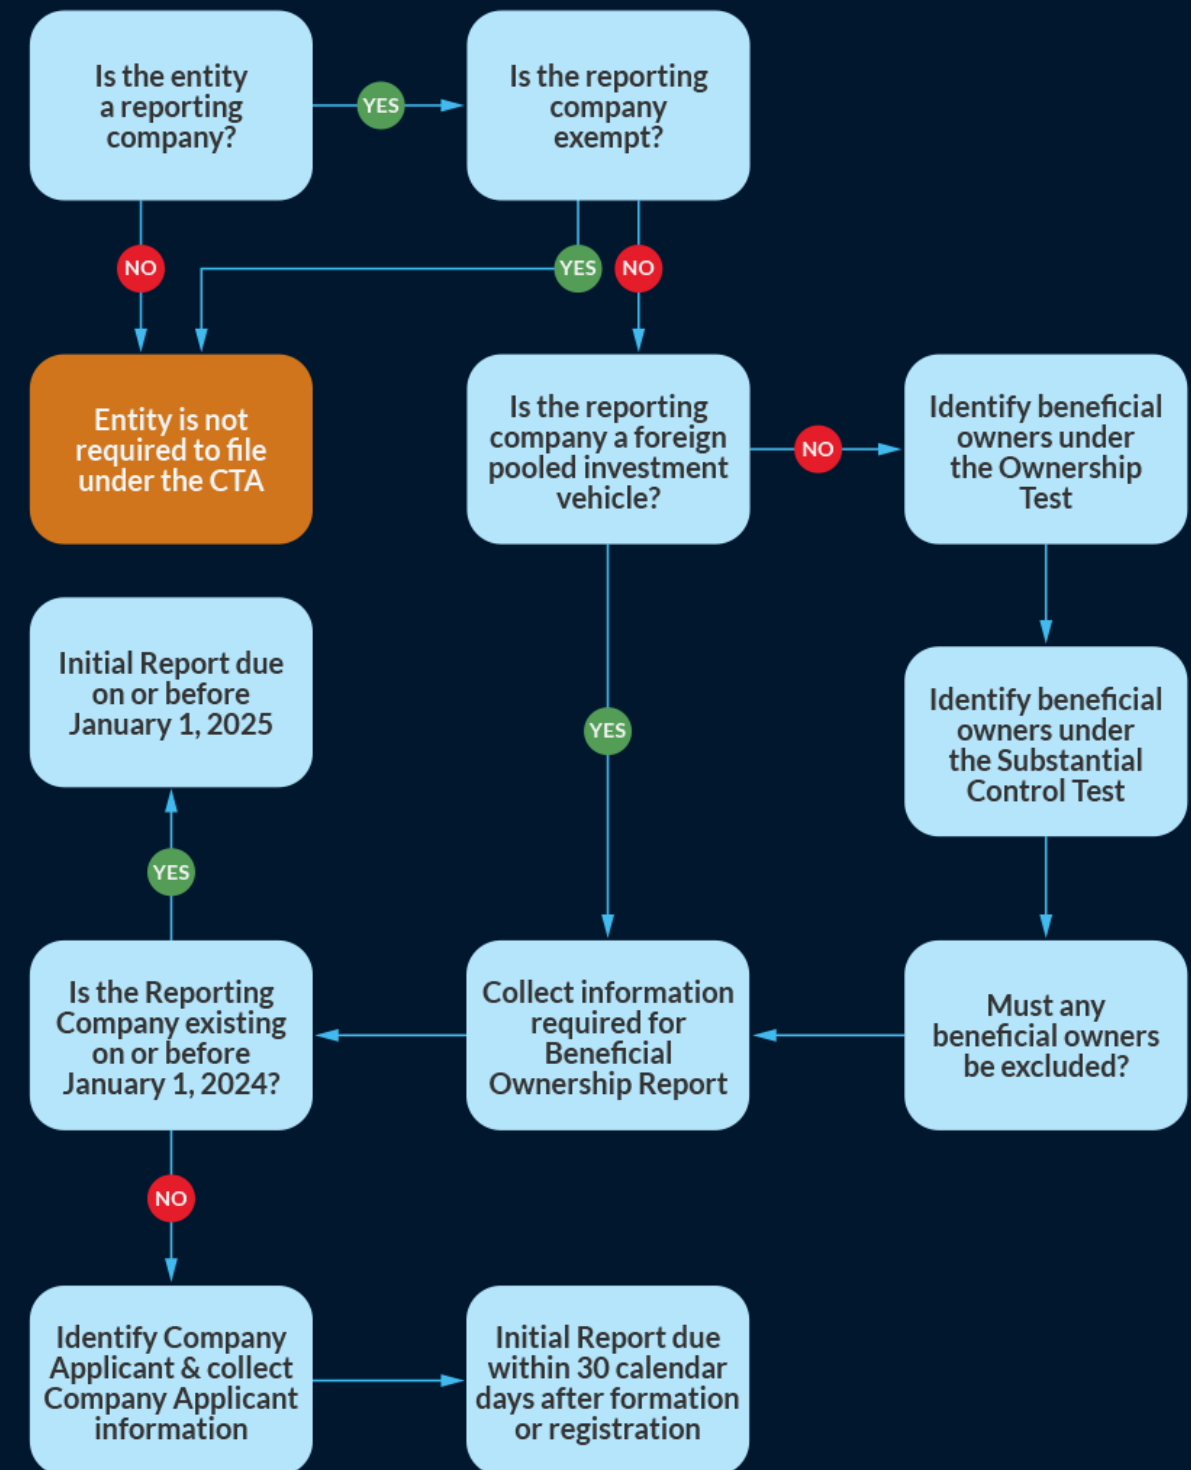 Is the entity
a reporting
company?
YES
Is the reporting
company
exempt?
NO
YES
NO
Entity is not
required to file
under the CTA
Is the reporting
company a foreign
pooled investment
vehicle?
NO
Identify beneficial
owners under
the Ownership
Test
Initial Report due
on or before
January 1, 2025
YES
Identify beneficial
owners under
the Substantial
Control Test
YES
Is the Reporting
Company existing
on or before
January 1, 2024?
Collect information
required for
Beneficial
Ownership Report
Must any
beneficial owners
be excluded?
NO
Identify Company
Applicant & collect
Company Applicant
information
Initial Report due
within 30 calendar
days after formation
or registration